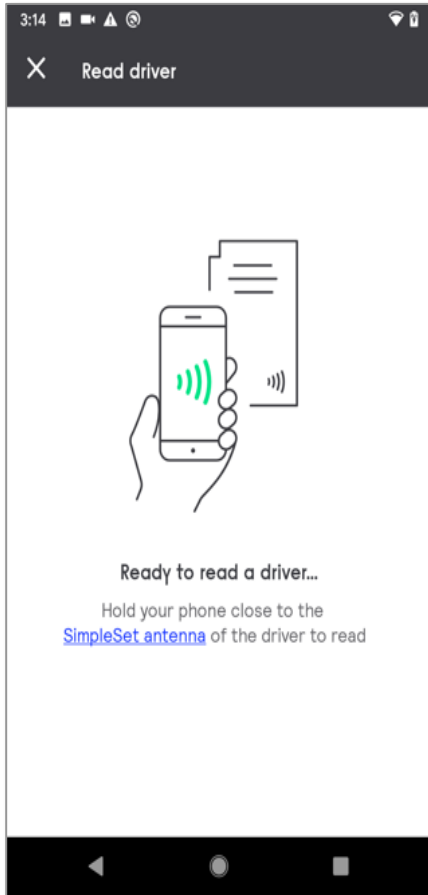 3:14
Read driver
Ready to read a driver...
Hold your phone close to the
SimpleSet antenna of the driver to read